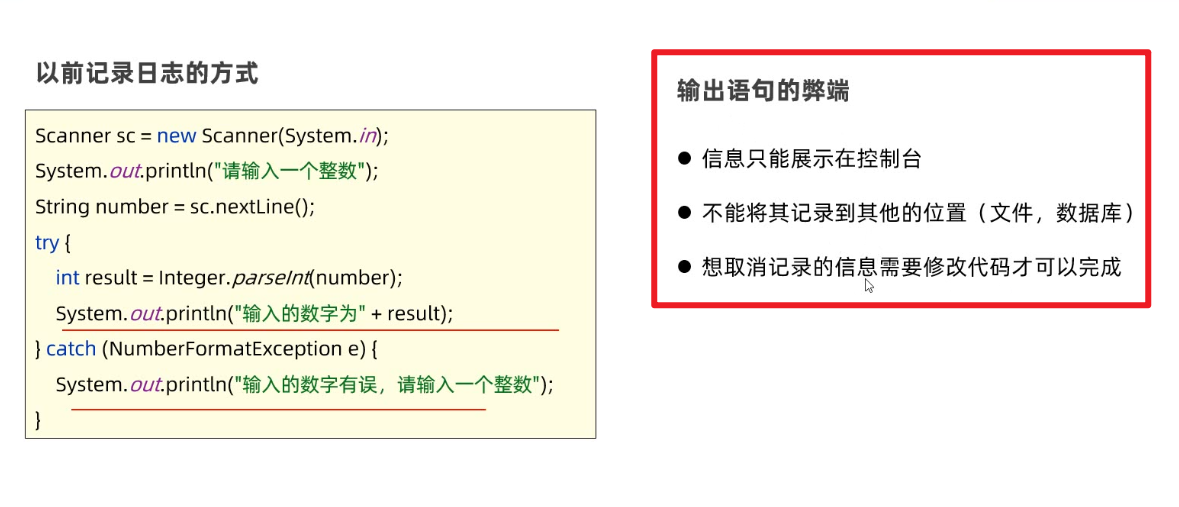 以前记录日志的方式
Scanner sc = new Scanner(System.in);
System.out.println("请输入一个整数");
String number = sc.nextLine();
try {
    int result = Integer.parseInt(number);
    System.out.println("输入的数字为" + result);
} catch (NumberFormatException e) {
    System.out.println("输入的数字有误，请输入一个整数");
}
输出语句的弊端
● 信息只能展示在控制台
● 不能将其记录到其他的位置（文件，数据库）
● 想取消记录的信息需要修改代码才可以完成